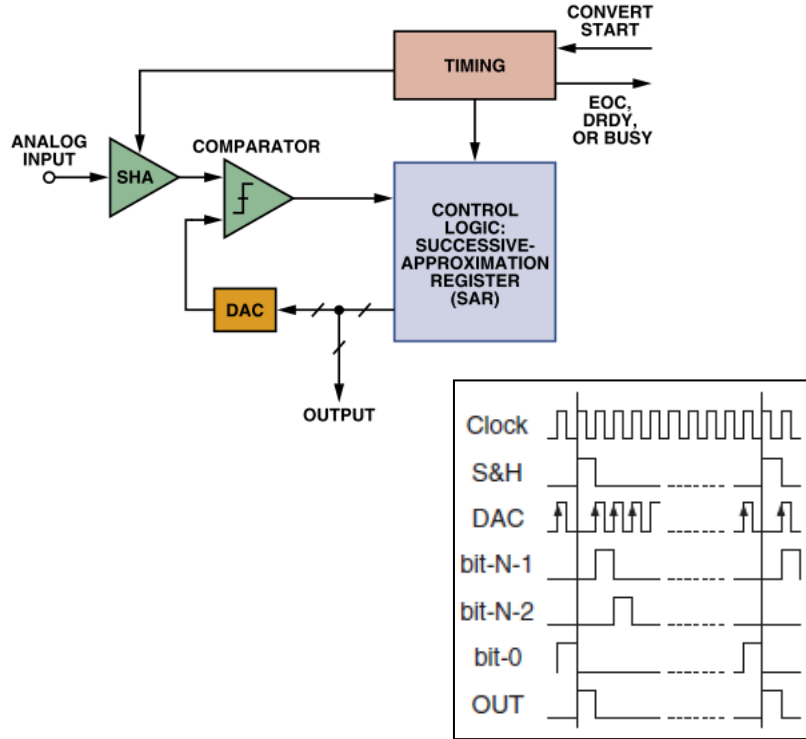 CONVERT
START
TIMING
EOC,
DRDY,
OR BUSY
ANALOG
INPUT
COMPARATOR
SHA
CONTROL
LOGIC:
SUCCESSIVE-
APPROXIMATION
REGISTER
(SAR)
DAC
OUTPUT
Clock
S&H
DAC
bit-N-1
bit-N-2
bit-0
OUT